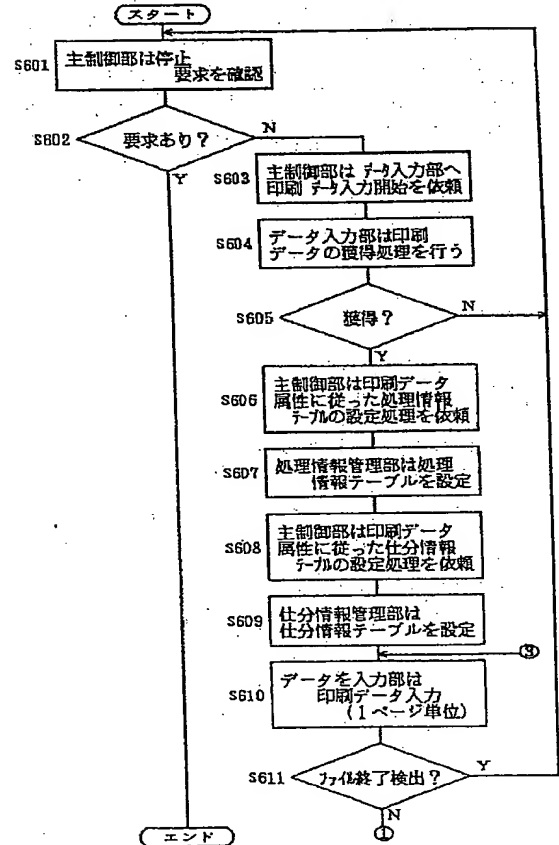 スタート
S601
主制御部は停止
要求を確認
S602
要求あり?
N
Y
S603
主制御部は データ入力部へ
印刷 データ入力開始を依頼
S604
データ入力部は印刷
データの獲得処理を行う
S605
獲得?
N
Y
S606
主制御部は印刷データ
属性に従った処理情報
テーブルの設定処理を依頼
S607
処理情報管理部は処理
情報テーブルを設定
S608
主制御部は印刷データ
属性に従った仕分情報
テーブルの設定処理を依頼
S609
仕分情報管理部は
仕分情報テーブルを設定
③
S610
データを入力部は
印刷データ入力
(1ページ単位)
S611
ファイル終了検出?
Y
N
①
エンド